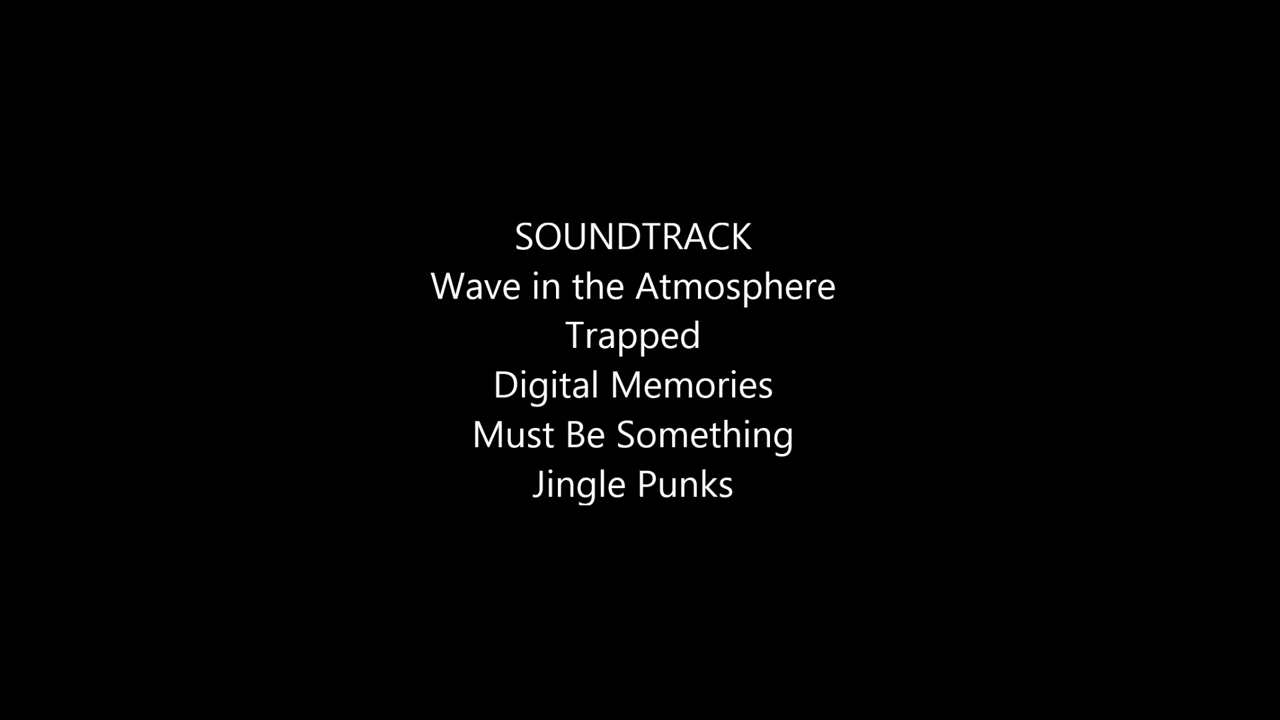 SOUNDTRACK
Wave in the Atmosphere
Trapped
Digital Memories
Must Be Something
Jingle Punks